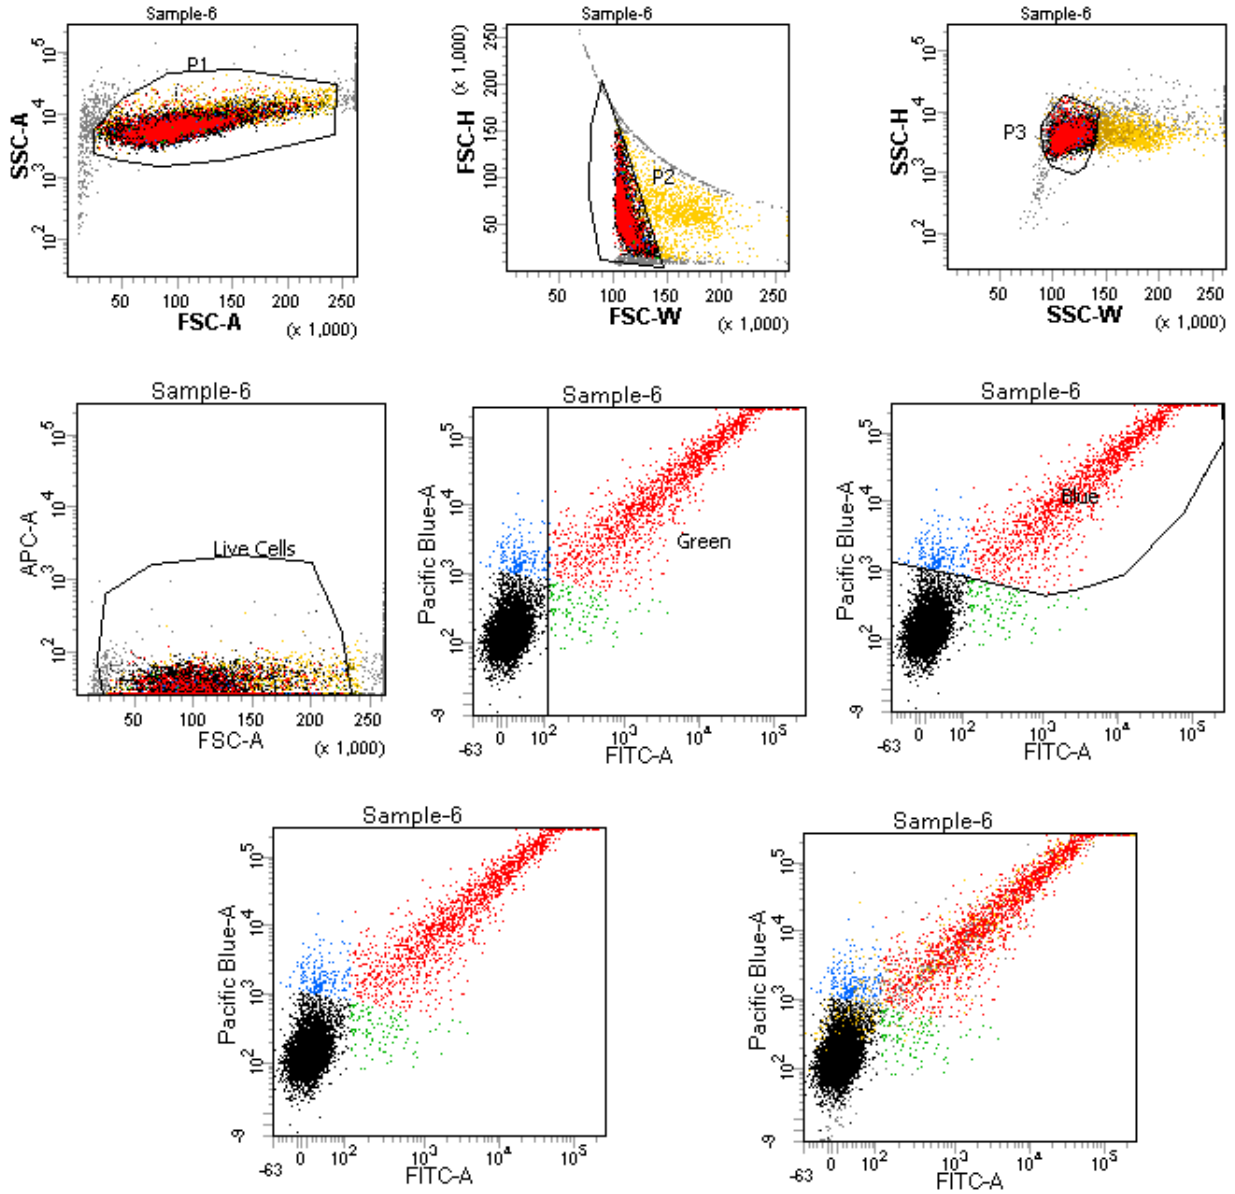 Sample-6
SSC-A
10^5
10^4
10^3
10^2
P1
50 100 150 200 250
FSC-A
(x 1,000)
Sample-6
FSC-H
(x 1,000)
250
200
150
100
50
P2
50 100 150 200 250
FSC-W
(x 1,000)
Sample-6
SSC-H
10^5
10^4
10^3
10^2
P3
50 100 150 200 250
SSC-W
(x 1,000)
Sample-6
APC-A
10^5
10^4
10^3
10^2
Live Cells
50 100 150 200 250
FSC-A
(x 1,000)
Sample-6
Pacific Blue-A
10^5
10^4
10^3
10^2
-9
Green
-63 0 10^2 10^3 10^4 10^5
FITC-A
Sample-6
Pacific Blue-A
10^5
10^4
10^3
10^2
-9
Blue
-63 0 10^2 10^3 10^4 10^5
FITC-A
Sample-6
Pacific Blue-A
10^5
10^4
10^3
10^2
-9
-63 0 10^2 10^3 10^4 10^5
FITC-A
Sample-6
Pacific Blue-A
10^5
10^4
10^3
10^2
-9
-63 0 10^2 10^3 10^4 10^5
FITC-A